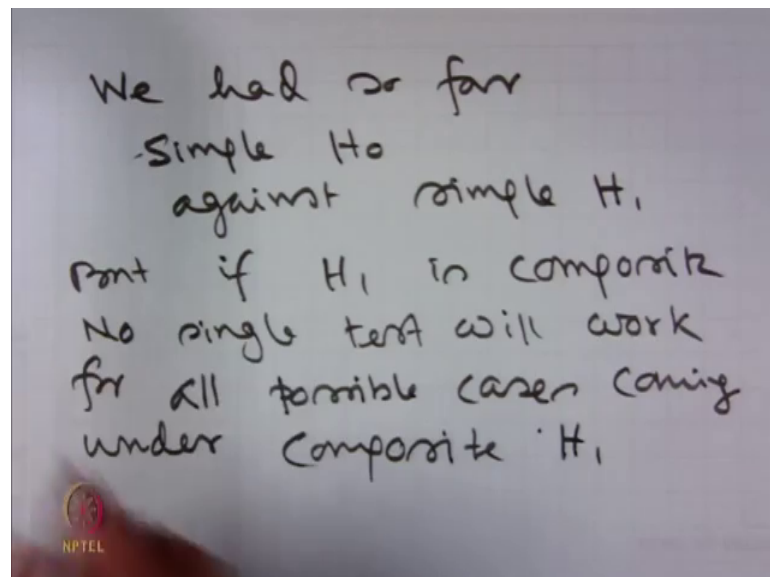 We had so far
Simple H0
against simple H1
But if H1 is composite
No single test will work
for all possible cases coming
under composite H1
NPTEL